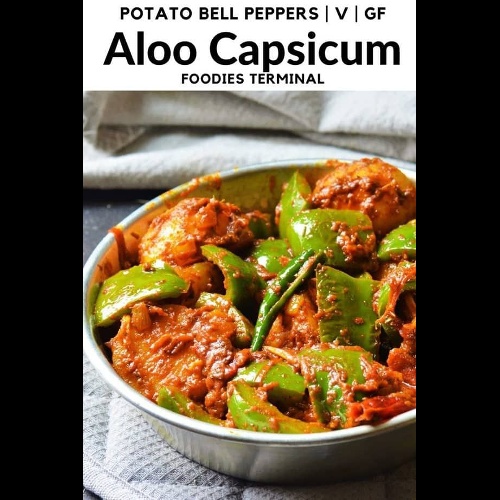 POTATO BELL PEPPERS | V | GF
Aloo Capsicum
FOODIES TERMINAL